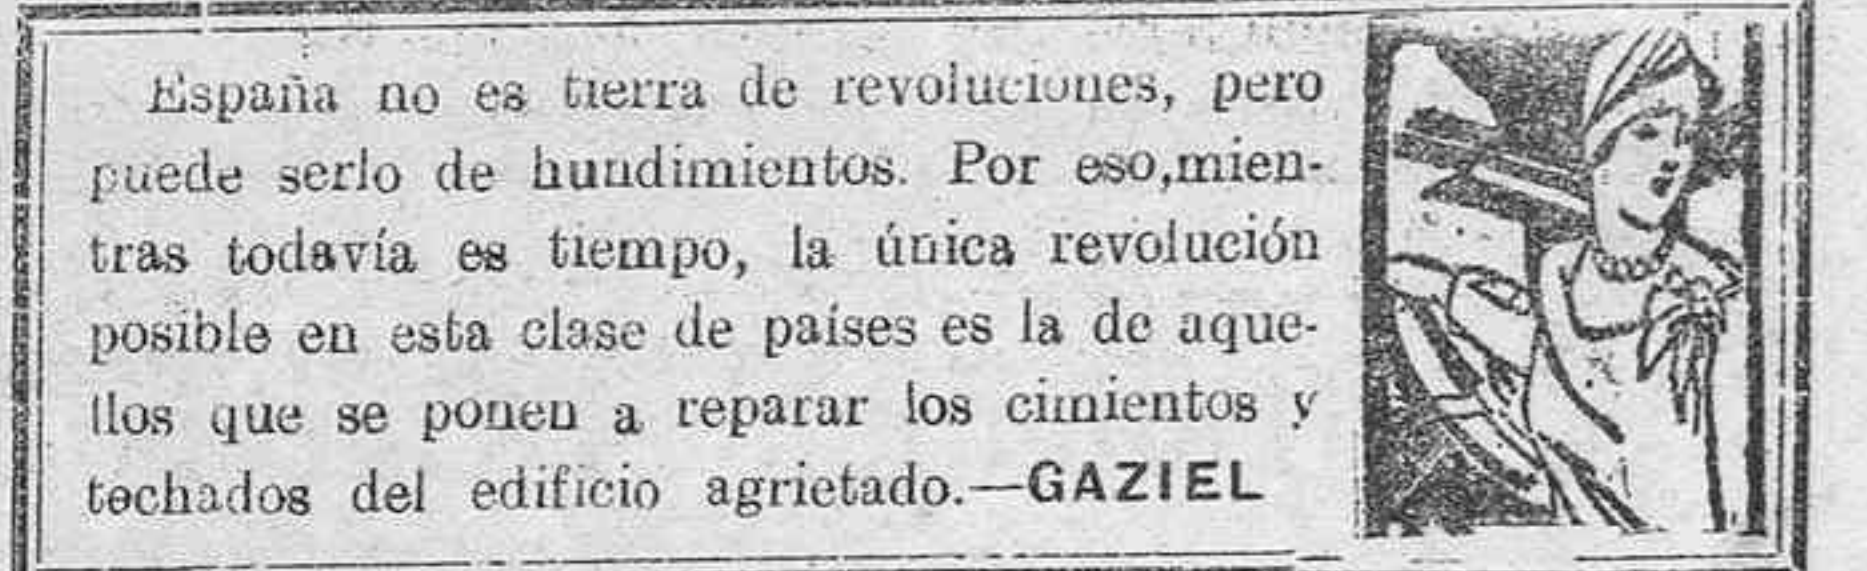 España no es tierra de revoluciones, pero
puede serlo de hundimientos. Por eso,mien-
tras todavía es tiempo, la única revolución
posible en esta clase de países es la de aque-
llos que se ponen a reparar los cimientos y
techados del edificio agrietado.—GAZIEL